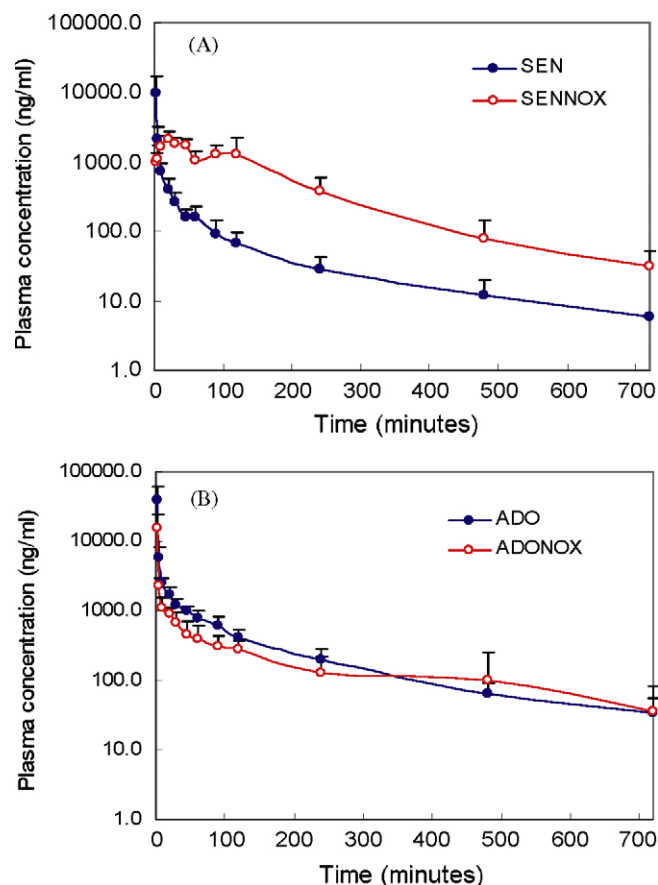 (A)
SEN
SENNOX
Plasma concentration (ng/ml)
100000.0
10000.0
1000.0
100.0
10.0
1.0
0 100 200 300 400 500 600 700
Time (minutes)
(B)
ADO
ADONOX
Plasma concentration (ng/ml)
100000.0
10000.0
1000.0
100.0
10.0
1.0
0 100 200 300 400 500 600 700
Time (minutes)